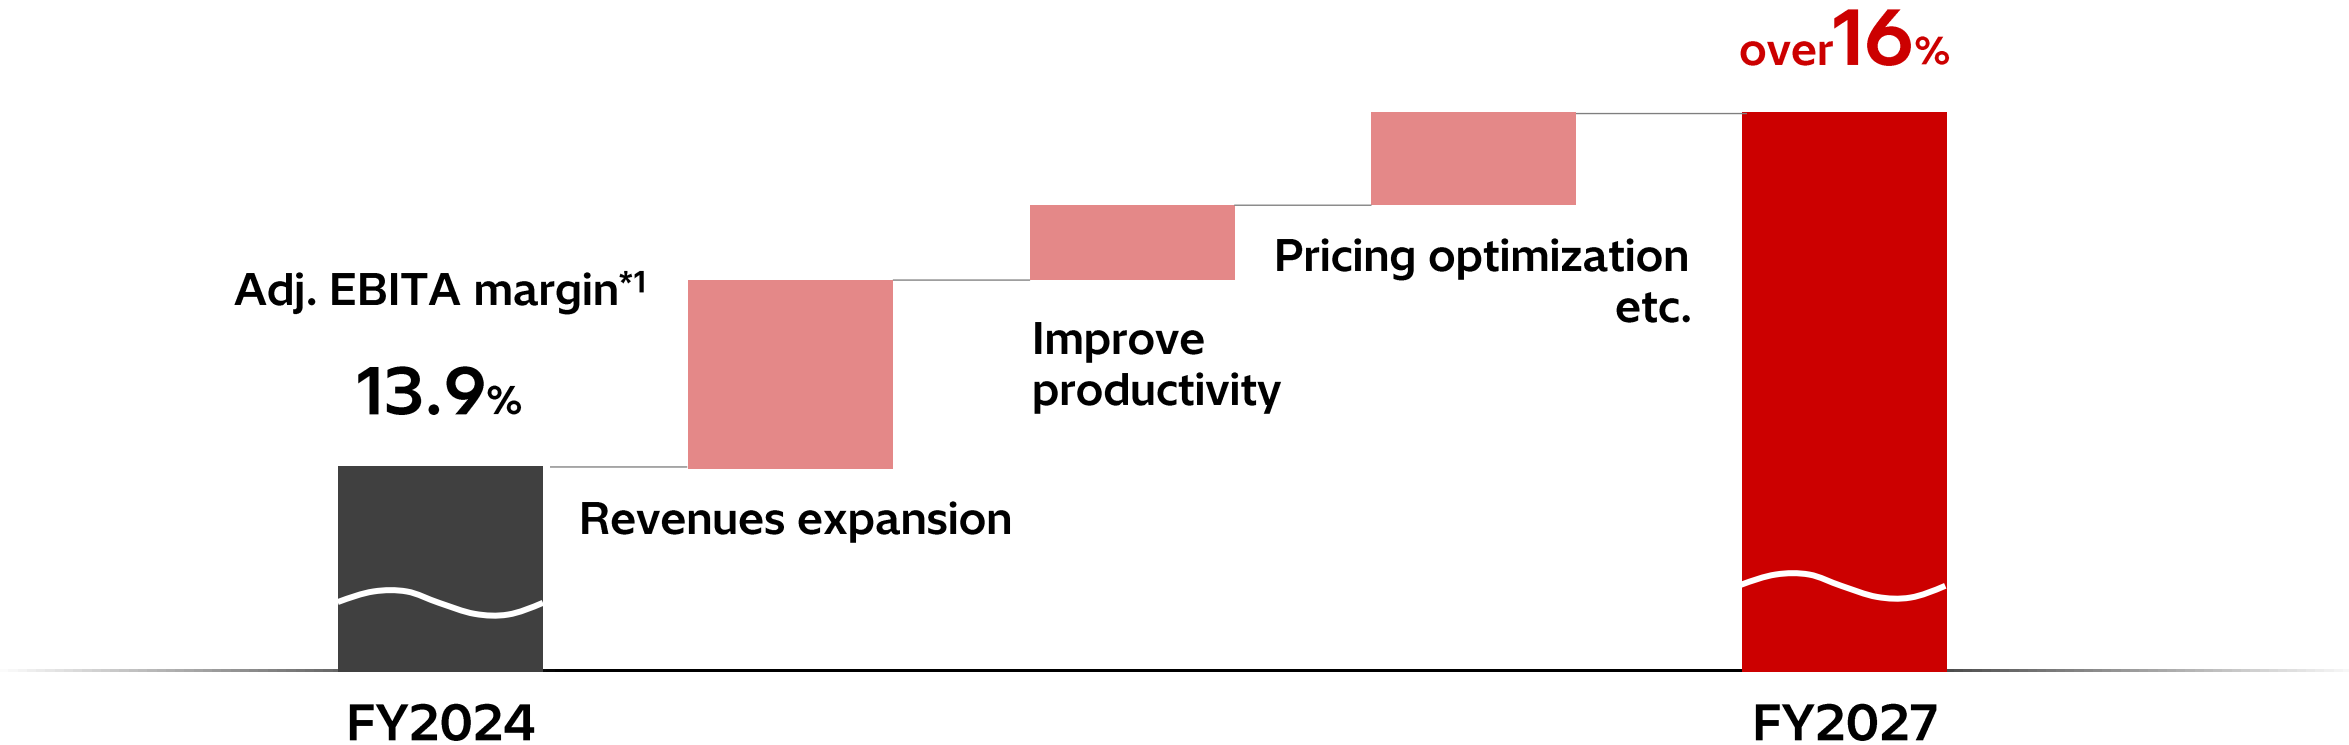 over16%
Adj. EBITA margin*1
13.9%
Revenues expansion
Improve
productivity
Pricing optimization
etc.
FY2024
FY2027